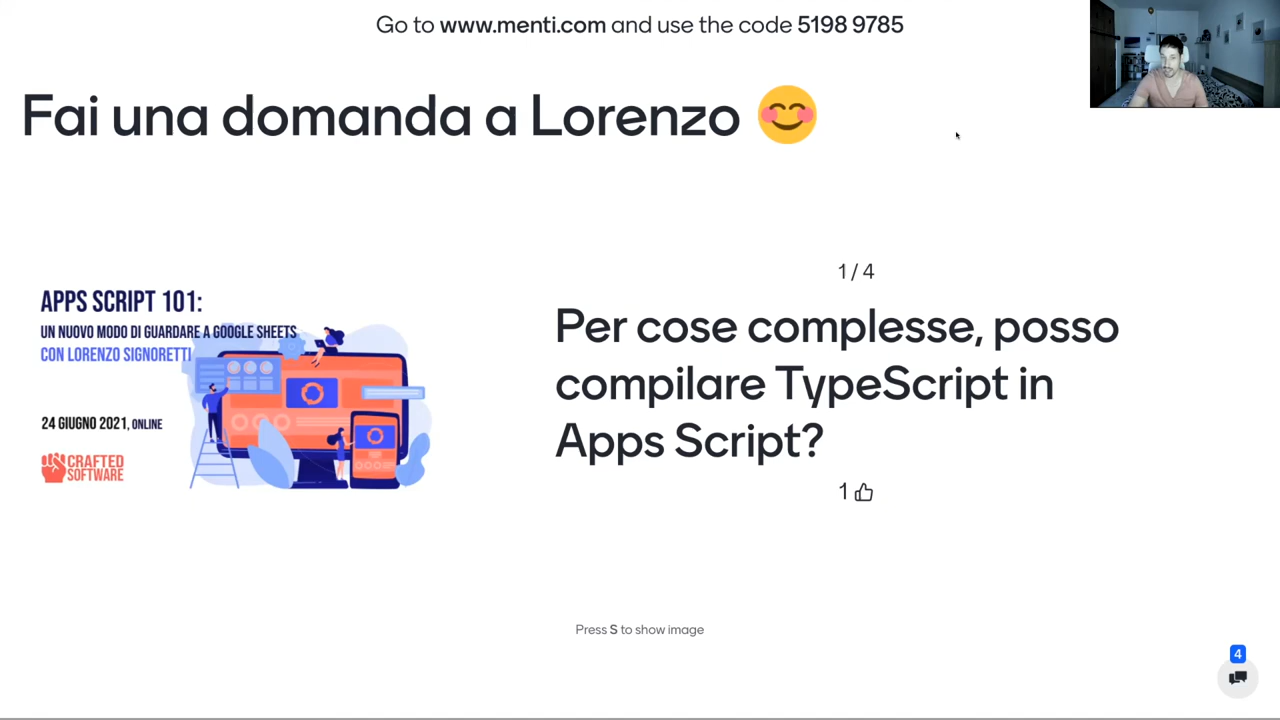 Go to www.menti.com and use the code 5198 9785
Fai una domanda a Lorenzo 😊
APPS SCRIPT 101:
UN NUOVO MODO DI GUARDARE A GOOGLE SHEETS
CON LORENZO SIGNORETTI
24 GIUGNO 2021, ONLINE
CRAFTED
SOFTWARE
1 / 4
Per cose complesse, posso
compilare TypeScript in
Apps Script?
1
Press S to show image
4